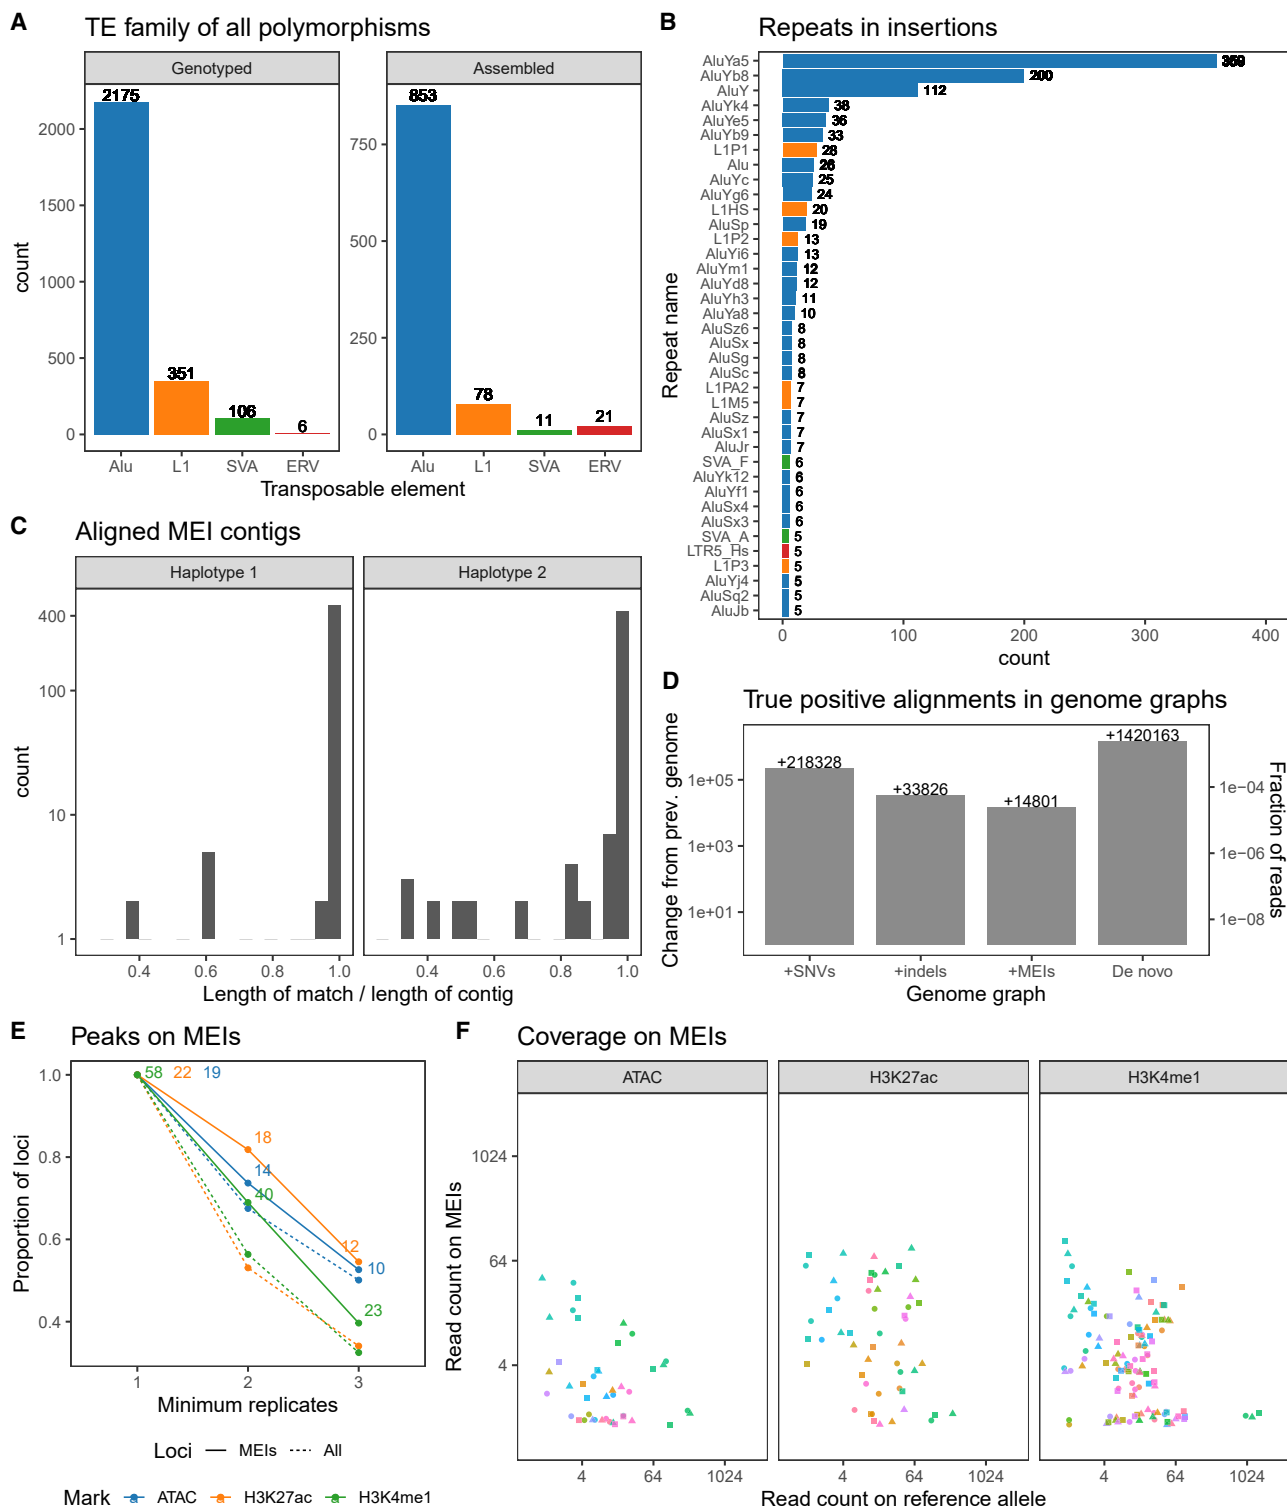 A
TE family of all polymorphisms
Genotyped
Assembled
count
2000
1500
1000
500
0
2175
351
106
6
750
500
250
0
853
78
11
21
Alu L1 SVA ERV
Alu L1 SVA ERV
Transposable element
B
Repeats in insertions
Repeat name
AluYa5 359
AluYb8 200
AluY 112
AluYk4 38
AluYe5 36
AluYb9 33
L1P1 28
Alu 26
AluYc 25
AluYg6 24
L1HS 20
AluSp 19
L1P2 13
AluYi6 13
AluYm1 12
AluYd8 12
AluYh3 11
AluYa8 10
AluSz6 8
AluSx 8
AluSg 8
AluSc 8
L1PA2 7
L1M5 7
AluSz 7
AluSx1 7
AluJr 7
SVA_F 6
AluYk12 6
AluYf1 6
AluSx4 6
AluSx3 6
SVA_A 5
LTR5_Hs 5
L1P3 5
AluYj4 5
AluSq2 5
AluJb 5
0 100 200 300 400
count
C
Aligned MEI contigs
Haplotype 1
Haplotype 2
count
400
100
10
1
0.4 0.6 0.8 1.0
0.4 0.6 0.8 1.0
Length of match / length of contig
D
True positive alignments in genome graphs
Change from prev. genome
1e+05
1e+03
1e+01
+218328
+33826
+14801
+1420163
1e−04
1e−06
1e−08
Fraction of reads
+SNVs +indels +MEIs De novo
Genome graph
E
Peaks on MEIs
Proportion of loci
1.0
0.8
0.6
0.4
58 22 19
18
14
40
12
10
23
1 2 3
Minimum replicates
Loci MEIs All
Mark ATAC H3K27ac H3K4me1
F
Coverage on MEIs
ATAC
H3K27ac
H3K4me1
Read count on MEIs
1024
64
4
4 64 1024
4 64 1024
4 64 1024
Read count on reference allele